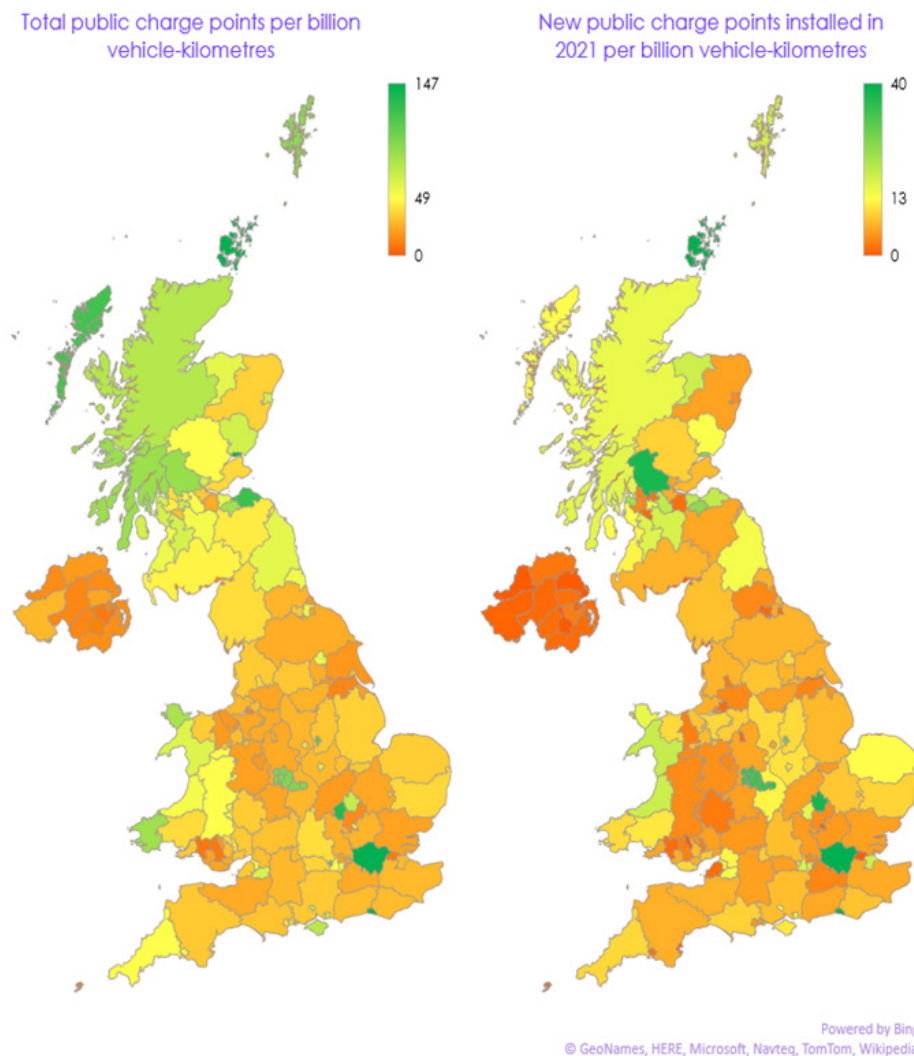 Total public charge points per billion
vehicle-kilometres
New public charge points installed in
2021 per billion vehicle-kilometres
147
49
0
40
13
0
Powered by Bing
© GeoNames, HERE, Microsoft, Navteq, TomTom, Wikipedia